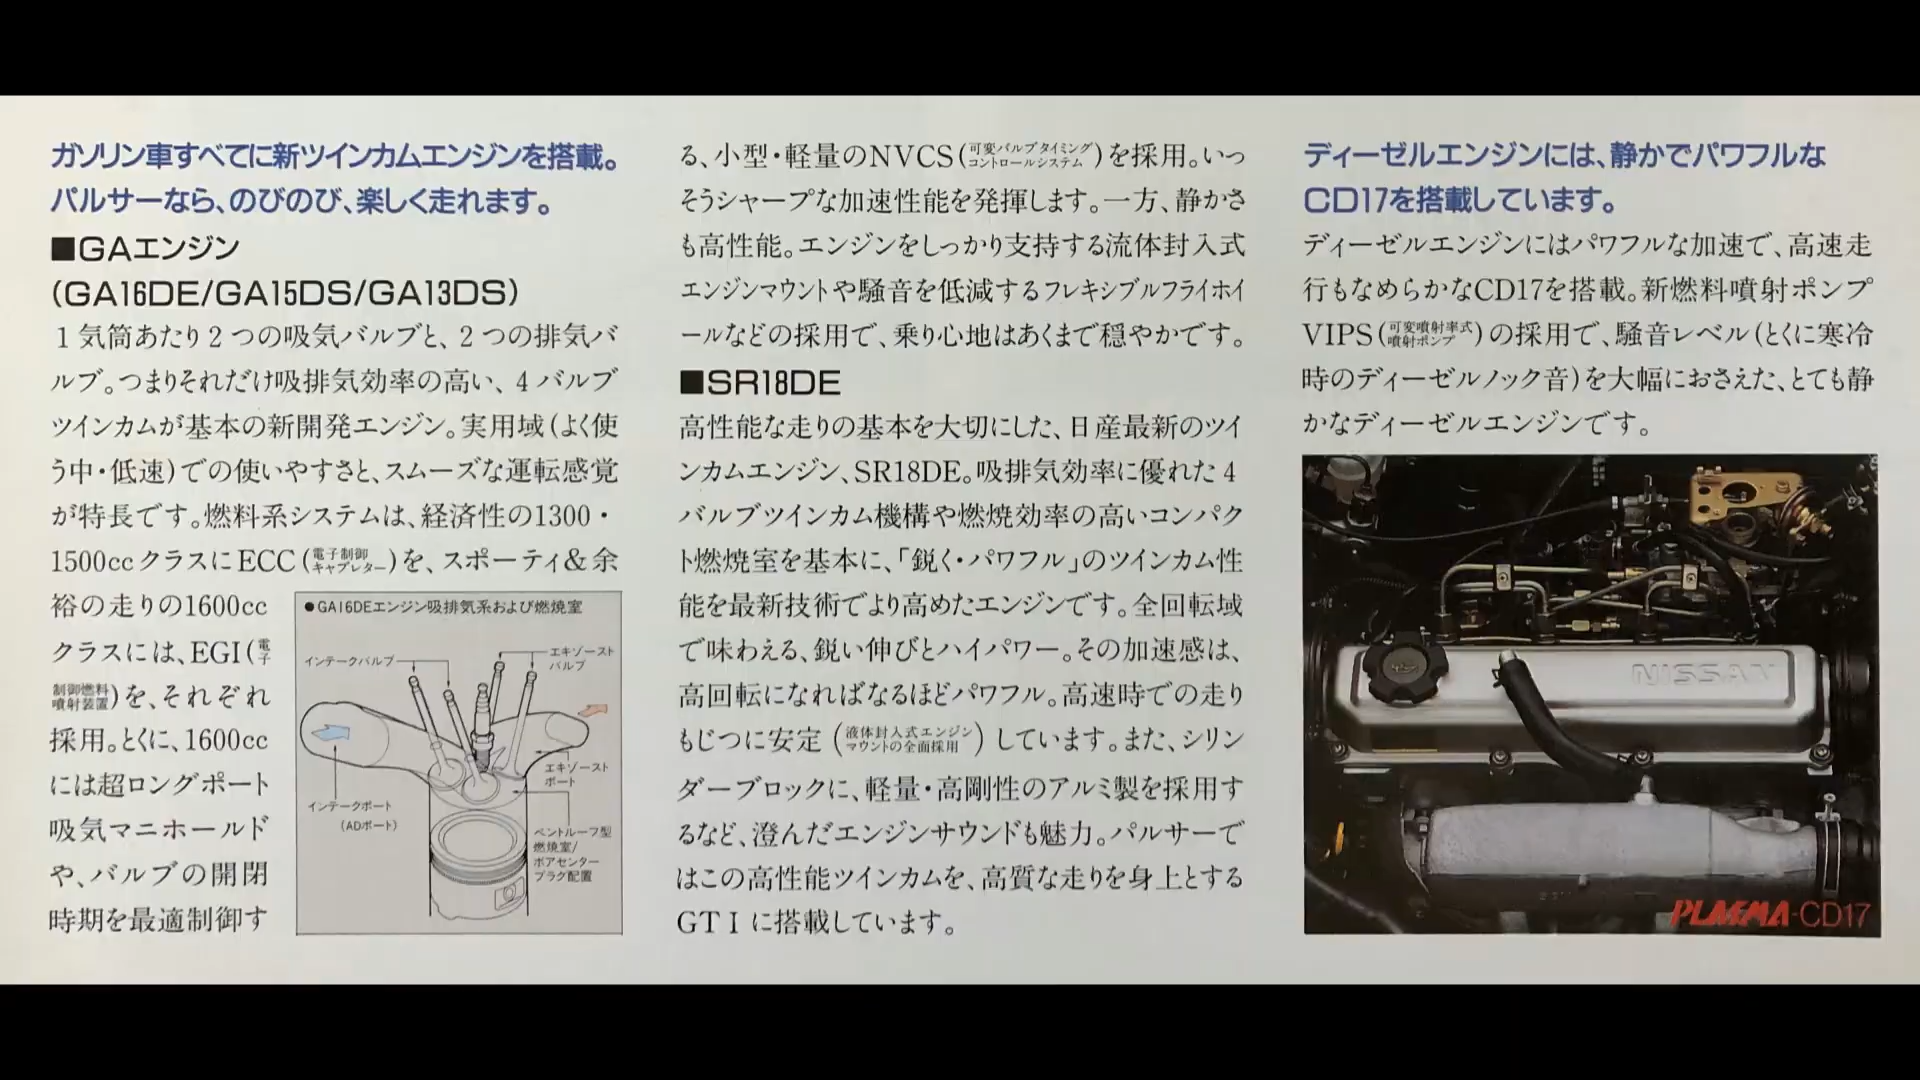 ガソリン車すべてに新ツインカムエンジンを搭載。
パルサーなら、のびのび、楽しく走れます。
■GAエンジン
(GA16DE/GA15DS/GA13DS)
1気筒あたり2つの吸気バルブと、2つの排気バ
ルブ。つまりそれだけ吸排気効率の高い、4バルブ
ツインカムが基本の新開発エンジン。実用域(よく使
う中・低速)での使いやすさと、スムーズな運転感覚
が特長です。燃料系システムは、経済性の1300・
1500ccクラスにECC(電子制御キャブレター)を、スポーティ&余
裕の走りの1600cc
クラスには、EGI(電子
制御燃料噴射装置)を、それぞれ
採用。とくに、1600cc
には超ロングポート
吸気マニホールド
や、バルブの開閉
時期を最適制御す
●GA16DEエンジン吸排気系および燃焼室
インテークバルブ
エキゾースト
バルブ
エキゾースト
ポート
インテークポート
(ADポート)
ペントルーフ型
燃焼室/
ボアセンター
プラグ配置
る、小型・軽量のNVCS(可変バルブタイミングコントロールシステム)を採用。いっ
そうシャープな加速性能を発揮します。一方、静かさ
も高性能。エンジンをしっかり支持する流体封入式
エンジンマウントや騒音を低減するフレキシブルフライホイ
ールなどの採用で、乗り心地はあくまで穏やかです。
■SR18DE
高性能な走りの基本を大切にした、日産最新のツイ
ンカムエンジン、SR18DE。吸排気効率に優れた4
バルブツインカム機構や燃焼効率の高いコンパク
ト燃焼室を基本に、「鋭く・パワフル」のツインカム性
能を最新技術でより高めたエンジンです。全回転域
で味わえる、鋭い伸びとハイパワー。その加速感は、
高回転になればなるほどパワフル。高速時での走り
もじつに安定(液体封入式エンジンマウントの全面採用)しています。また、シリン
ダーブロックに、軽量・高剛性のアルミ製を採用す
るなど、澄んだエンジンサウンドも魅力。パルサーで
はこの高性能ツインカムを、高質な走りを身上とする
GTIに搭載しています。
ディーゼルエンジンには、静かでパワフルな
CD17を搭載しています。
ディーゼルエンジンにはパワフルな加速で、高速走
行もなめらかなCD17を搭載。新燃料噴射ポンプ
VIPS(可変噴射率式噴射ポンプ)の採用で、騒音レベル(とくに寒冷
時のディーゼルノック音)を大幅におさえた、とても静
かなディーゼルエンジンです。
NISSAN
PLASMA-CD17